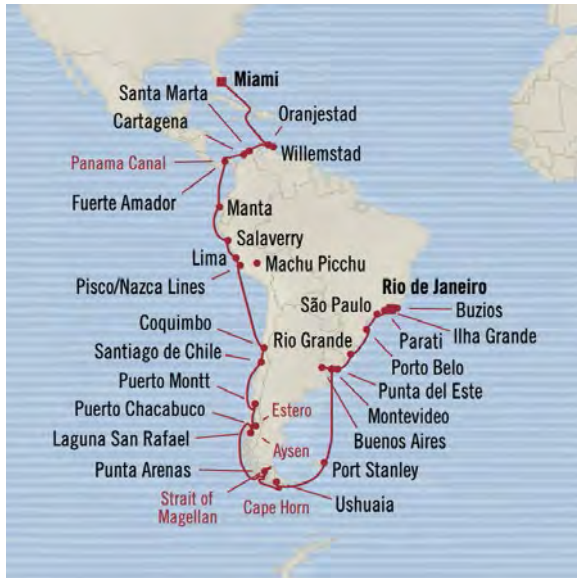 Miami
Santa Marta
Oranjestad
Cartagena
Willemstad
Panama Canal
Fuerte Amador
Manta
Salaverry
Lima
Machu Picchu
Pisco/Nazca Lines
Rio de Janeiro
São Paulo
Buzios
Coquimbo
Rio Grande
Parati
Ilha Grande
Santiago de Chile
Porto Belo
Puerto Montt
Punta del Este
Puerto Chacabuco
Estero
Montevideo
Laguna San Rafael
Aysen
Buenos Aires
Punta Arenas
Port Stanley
Strait of
Magellan
Cape Horn
Ushuaia